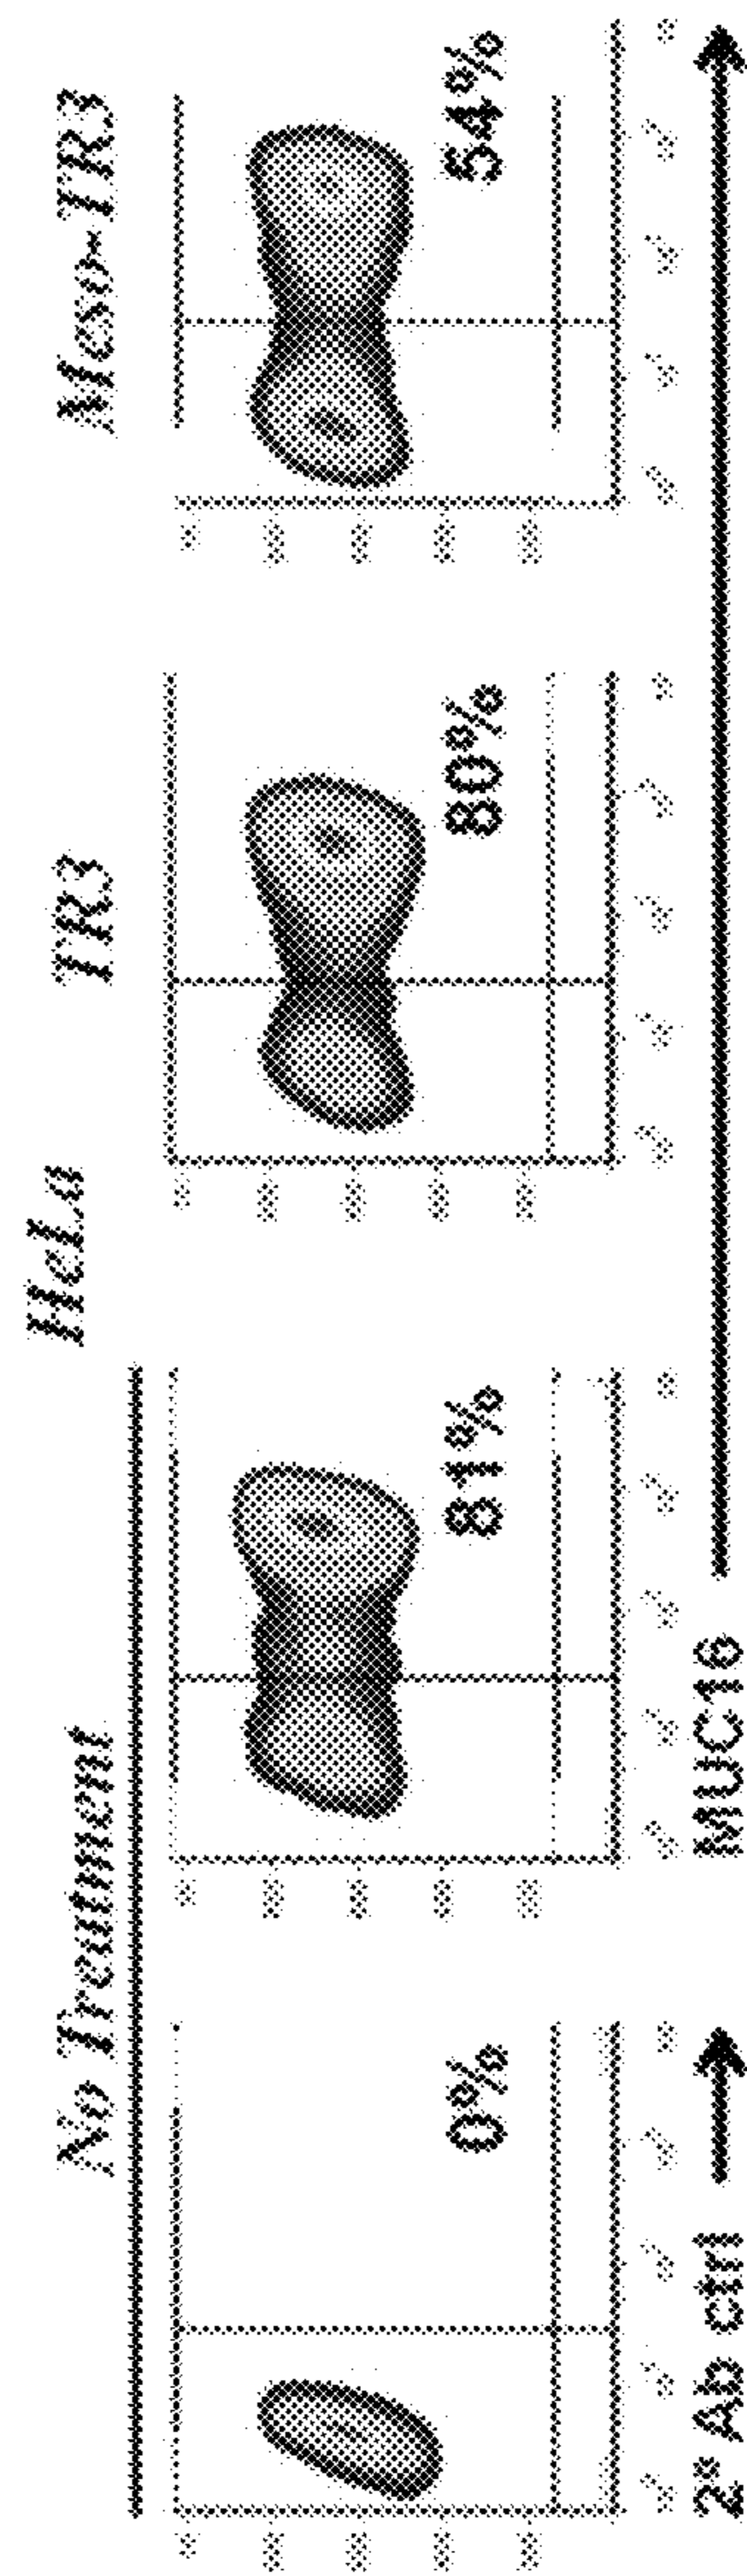 HeLa
No Treatment
TR3
Meso-TR3
0%
81%
80%
54%
2° Ab ctrl
MUC16